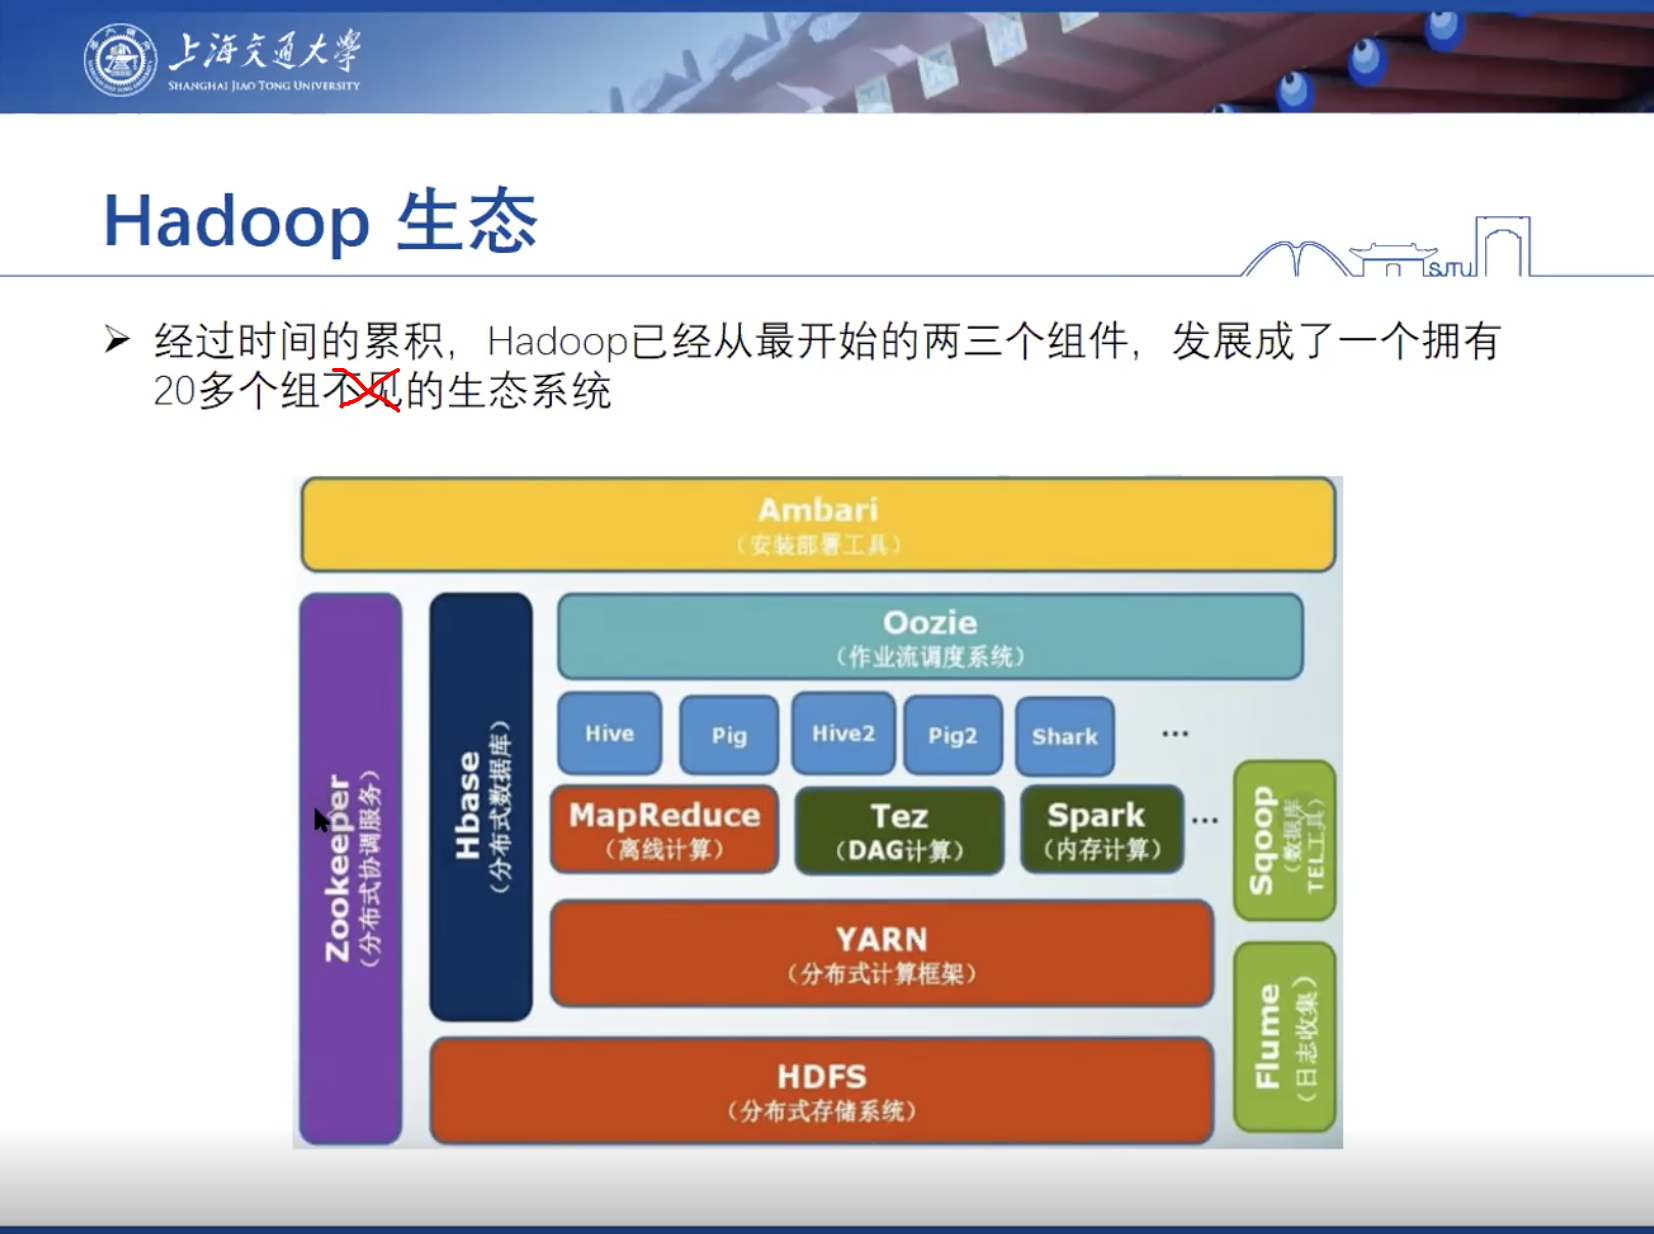 上海交通大学
SHANGHAI JIAO TONG UNIVERSITY
Hadoop 生态
SJTU
➢ 经过时间的累积，Hadoop已经从最开始的两三个组件，发展成了一个拥有
20多个组不见的生态系统
Ambari
（安装部署工具）
Oozie
（作业流调度系统）
Hive
Pig
Hive2
Pig2
Shark
...
MapReduce
（离线计算）
Tez
（DAG计算）
Spark
（内存计算）
...
YARN
（分布式计算框架）
HDFS
（分布式存储系统）
Zookeeper
（分布式协调服务）
Hbase
（分布式数据库）
Sqoop
（数据库
TEL工具）
Flume
（日志收集）